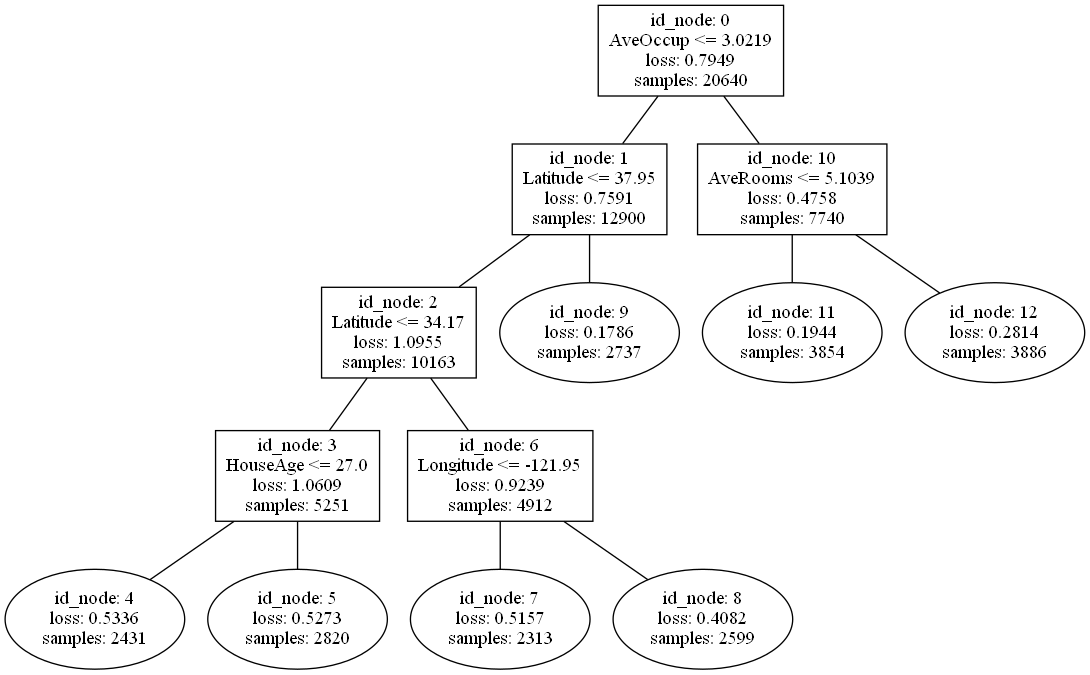 id_node: 0
AveOccup <= 3.0219
loss: 0.7949
samples: 20640
id_node: 1
Latitude <= 37.95
loss: 0.7591
samples: 12900
id_node: 10
AveRooms <= 5.1039
loss: 0.4758
samples: 7740
id_node: 2
Latitude <= 34.17
loss: 1.0955
samples: 10163
id_node: 9
loss: 0.1786
samples: 2737
id_node: 11
loss: 0.1944
samples: 3854
id_node: 12
loss: 0.2814
samples: 3886
id_node: 3
HouseAge <= 27.0
loss: 1.0609
samples: 5251
id_node: 6
Longitude <= -121.95
loss: 0.9239
samples: 4912
id_node: 4
loss: 0.5336
samples: 2431
id_node: 5
loss: 0.5273
samples: 2820
id_node: 7
loss: 0.5157
samples: 2313
id_node: 8
loss: 0.4082
samples: 2599